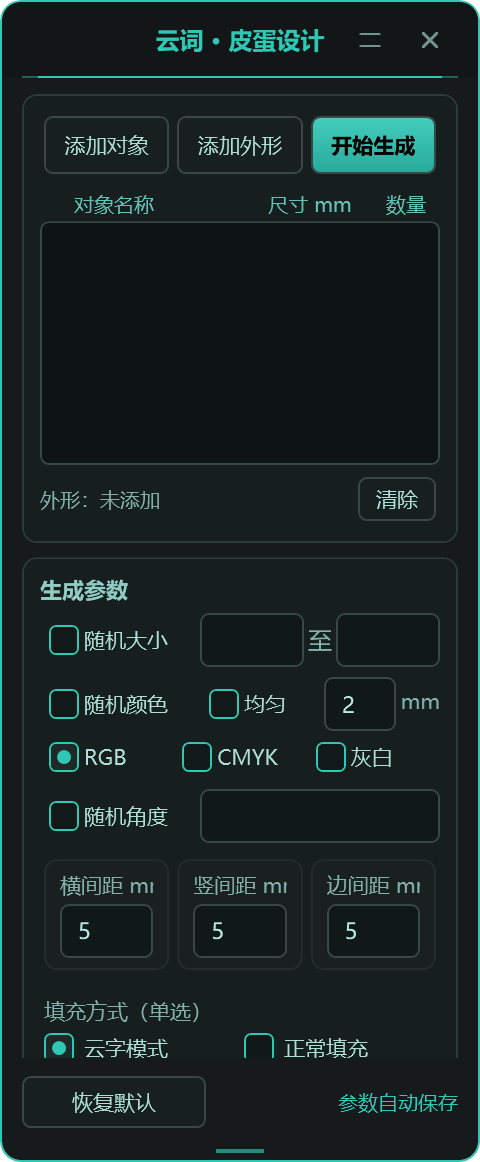 云词·皮蛋设计
添加对象 添加外形 开始生成
对象名称 尺寸 mm 数量
外形：未添加 清除
生成参数
随机大小 至
随机颜色 均匀 2 mm
RGB CMYK 灰白
随机角度
横间距 m 竖间距 m 边间距 m
5 5 5
填充方式（单选）
云字模式 正常填充
恢复默认 参数自动保存